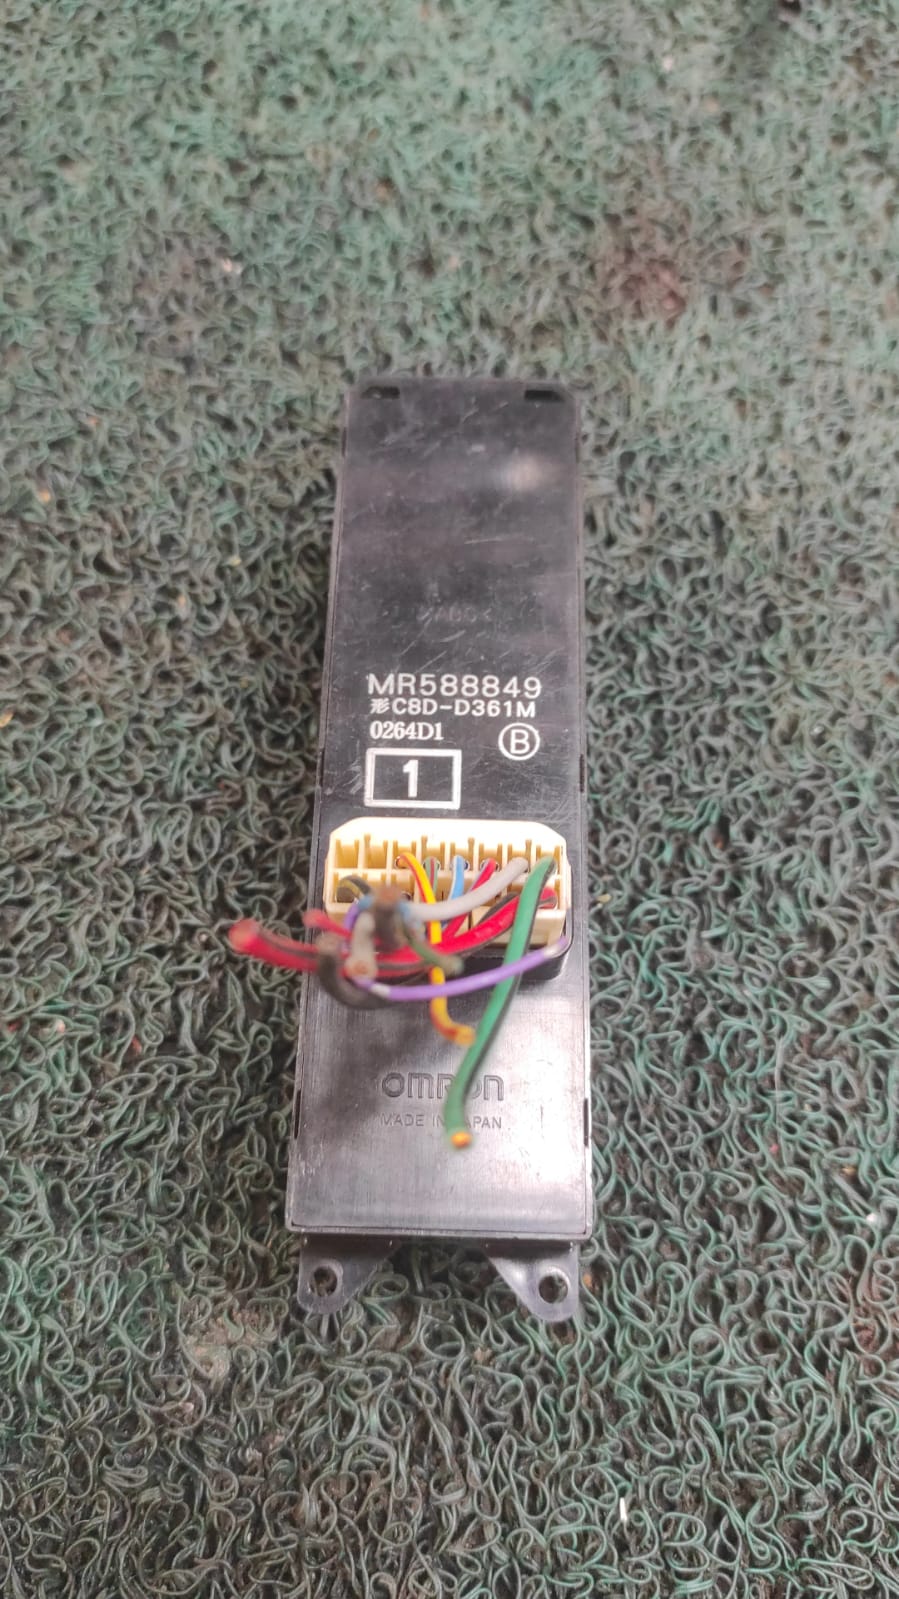 MR588849
形C8D-D361M
0264D1
B
1
OMRON
MADE IN JAPAN